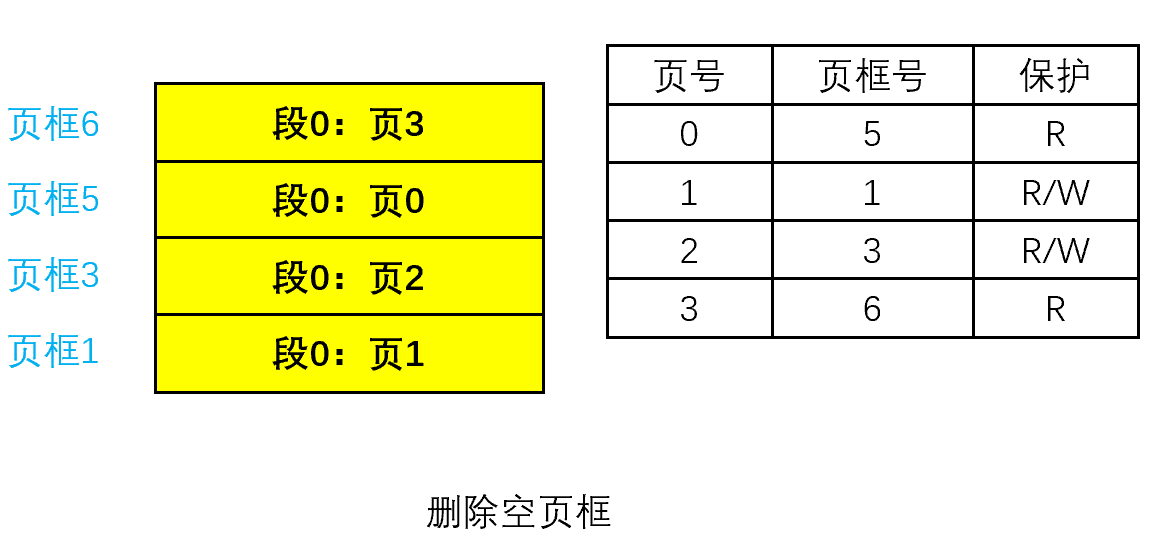 页框6 段0：页3
页框5 段0：页0
页框3 段0：页2
页框1 段0：页1
页号 页框号 保护
0 5 R
1 1 R/W
2 3 R/W
3 6 R
删除空页框